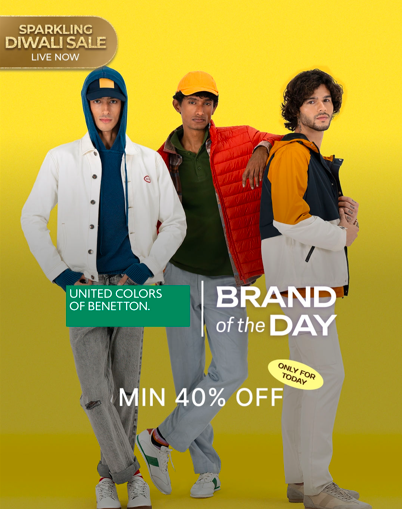 SPARKLING
DIWALI SALE
LIVE NOW
UNITED COLORS
OF BENETTON.
BRAND
of the DAY
ONLY FOR
TODAY
MIN 40% OFF